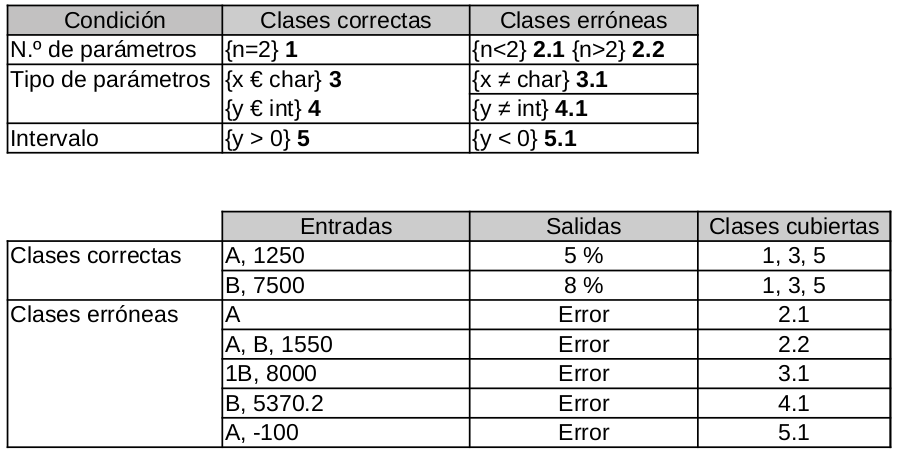 Condición Clases correctas Clases erróneas
N.º de parámetros {n=2} 1 {n<2} 2.1 {n>2} 2.2
Tipo de parámetros {x € char} 3 {x ≠ char} 3.1
{y € int} 4 {y ≠ int} 4.1
Intervalo {y > 0} 5 {y < 0} 5.1
Entradas Salidas Clases cubiertas
Clases correctas A, 1250 5 % 1, 3, 5
B, 7500 8 % 1, 3, 5
Clases erróneas A Error 2.1
A, B, 1550 Error 2.2
1B, 8000 Error 3.1
B, 5370.2 Error 4.1
A, -100 Error 5.1